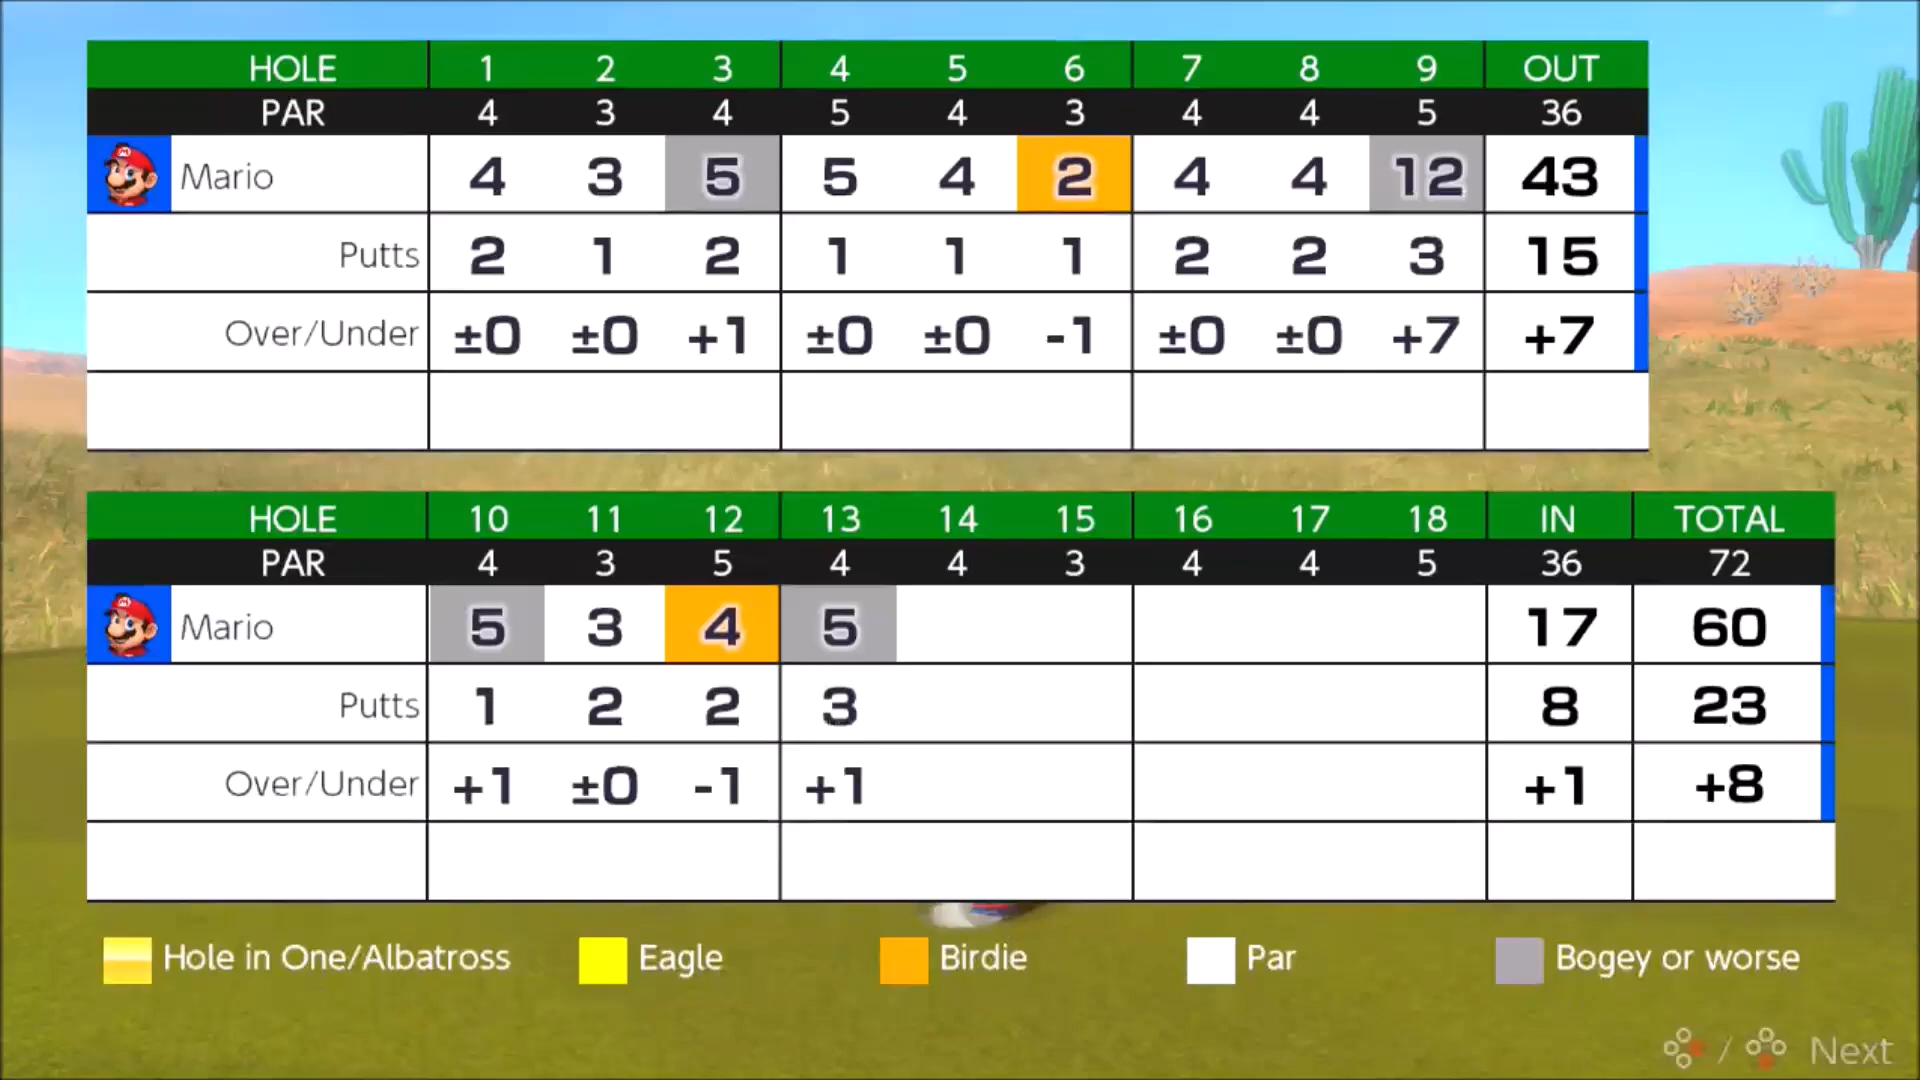 HOLE 1 2 3 4 5 6 7 8 9 OUT
PAR 4 3 4 5 4 3 4 4 5 36
Mario 4 3 5 5 4 2 4 4 12 43
Putts 2 1 2 1 1 1 2 2 3 15
Over/Under ±0 ±0 +1 ±0 ±0 -1 ±0 ±0 +7 +7
HOLE 10 11 12 13 14 15 16 17 18 IN TOTAL
PAR 4 3 5 4 4 3 4 4 5 36 72
Mario 5 3 4 5 17 60
Putts 1 2 2 3 8 23
Over/Under +1 ±0 -1 +1 +1 +8
Hole in One/Albatross Eagle Birdie Par Bogey or worse
/ Next